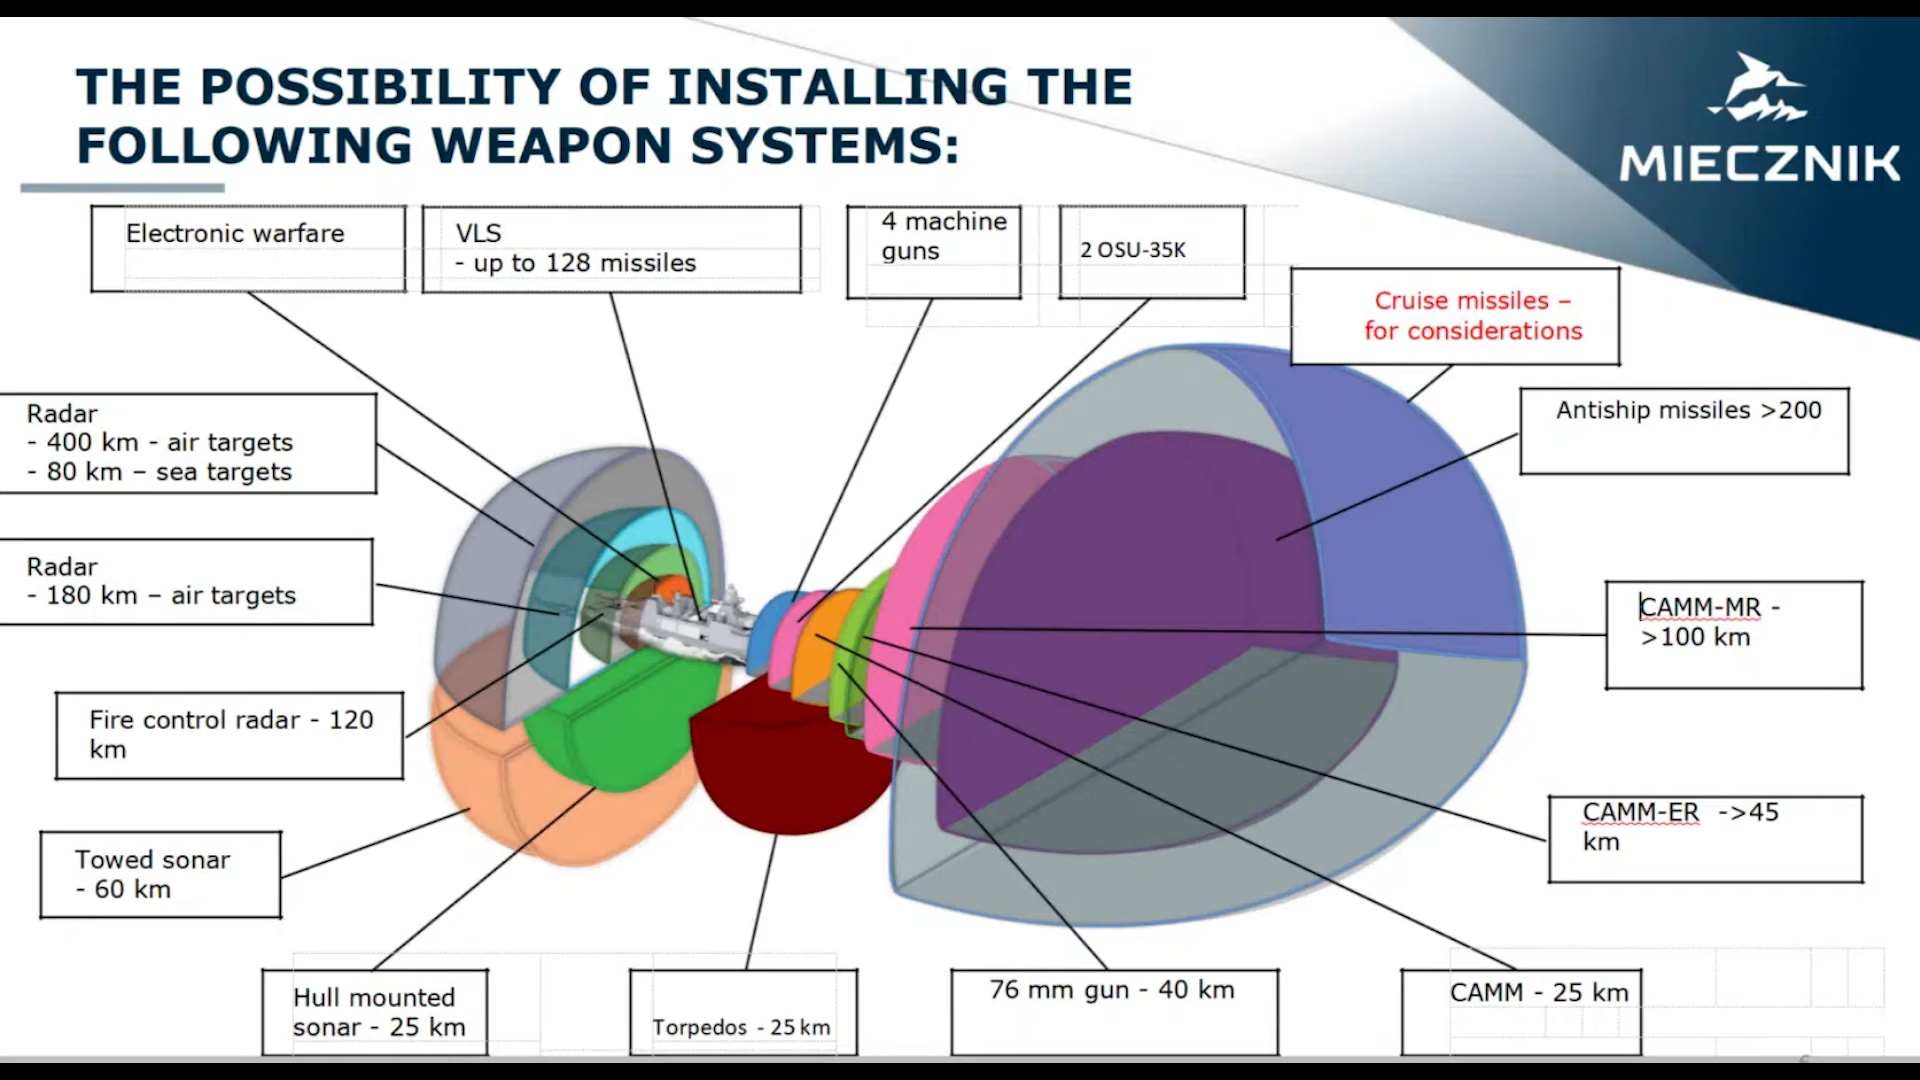 THE POSSIBILITY OF INSTALLING THE
FOLLOWING WEAPON SYSTEMS:
MIECZNIK
Electronic warfare
VLS
- up to 128 missiles
4 machine
guns
2 OSU-35K
Cruise missiles –
for considerations
Antiship missiles >200
Radar
- 400 km - air targets
- 80 km – sea targets
Radar
- 180 km – air targets
CAMM-MR -
>100 km
Fire control radar - 120
km
CAMM-ER ->45
km
Towed sonar
- 60 km
Hull mounted
sonar - 25 km
Torpedos - 25 km
76 mm gun - 40 km
CAMM - 25 km